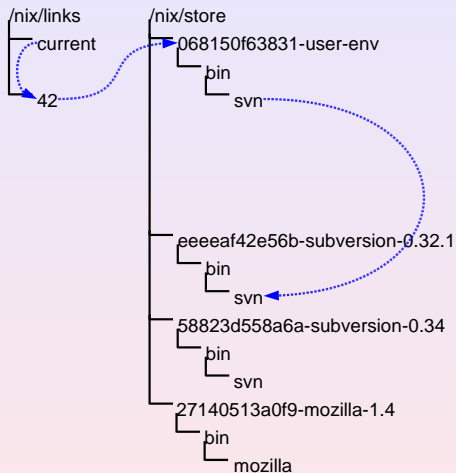 /nix/links
current
42
/nix/store
068150f63831-user-env
bin
svn
eeeeaf42e56b-subversion-0.32.1
bin
svn
58823d558a6a-subversion-0.34
bin
svn
27140513a0f9-mozilla-1.4
bin
mozilla